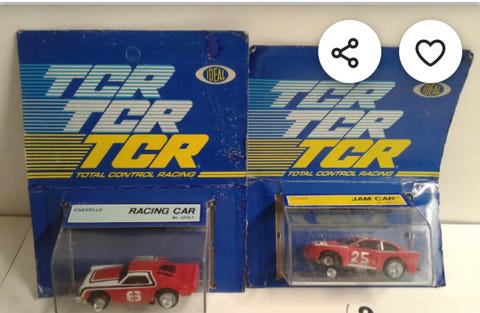 TCR
TCR
TCR
TOTAL CONTROL RACING
IDEAL
CHEVELLE
RACING CAR
6
TCR
TCR
TCR
TOTAL CONTROL RACING
IDEAL
JAM CAR
25